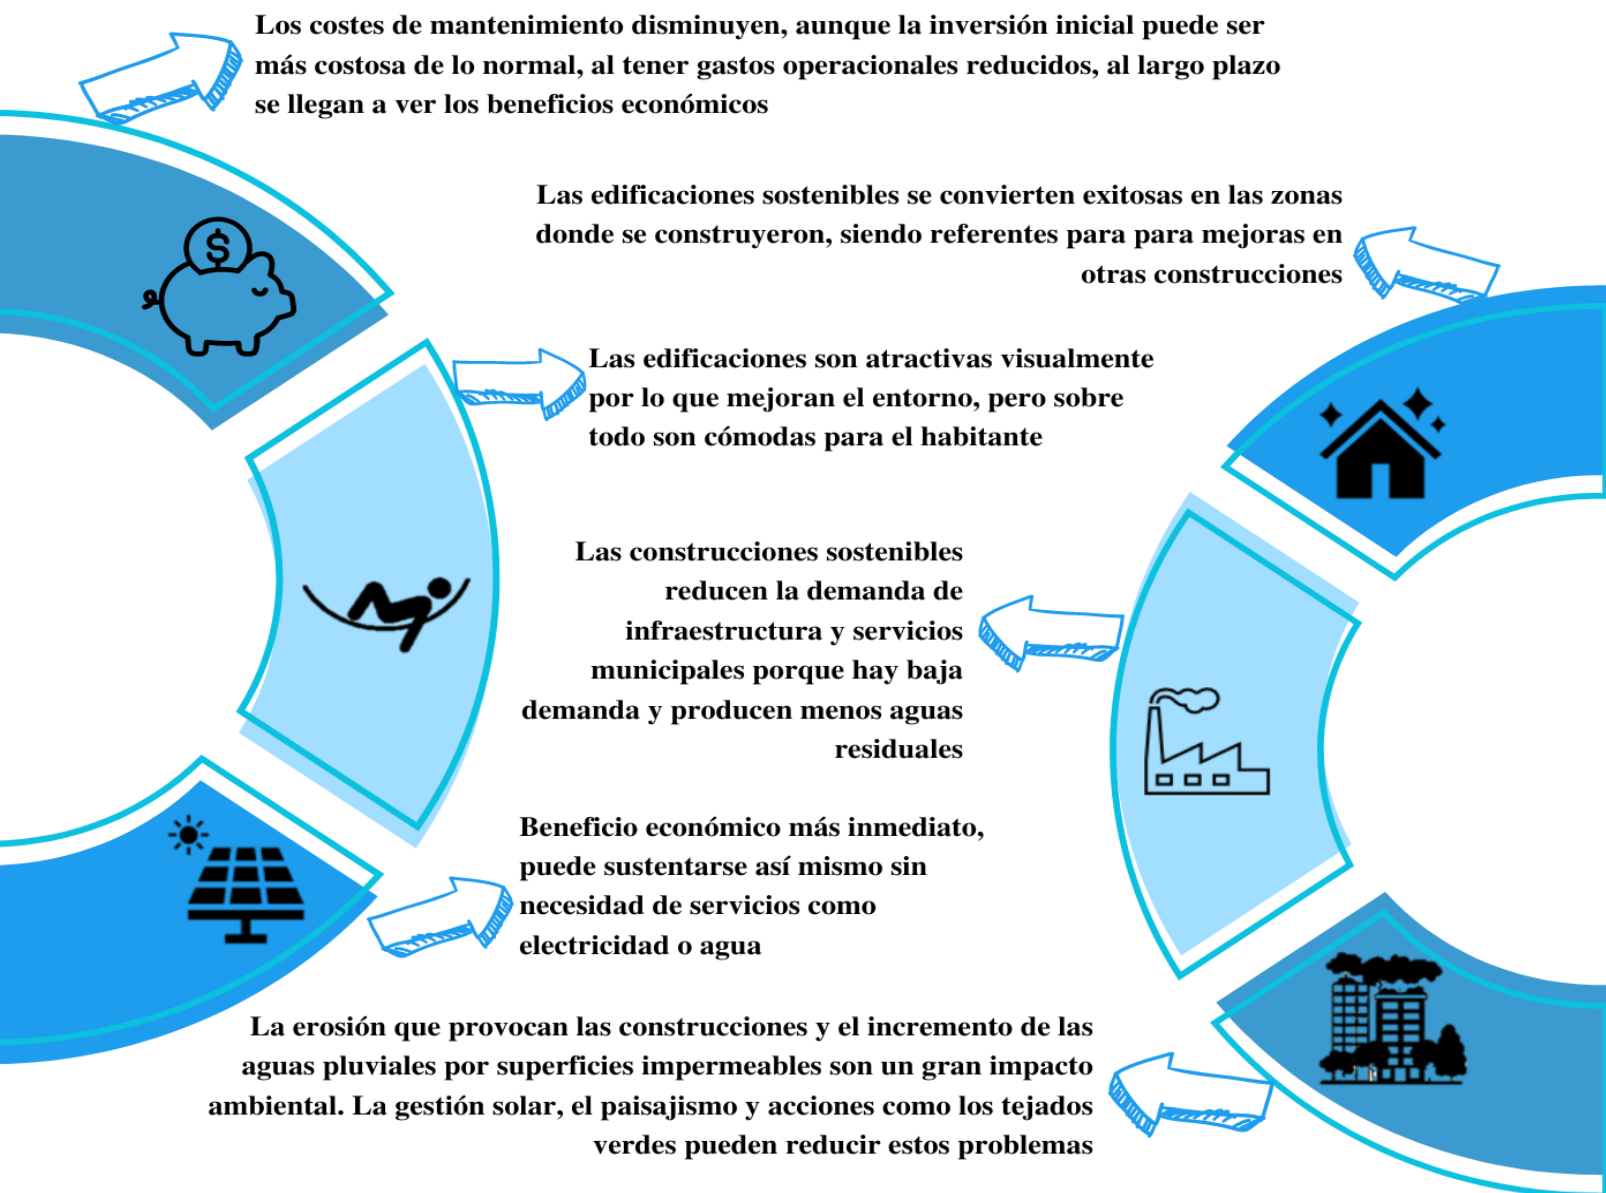 Los costes de mantenimiento disminuyen, aunque la inversión inicial puede ser
más costosa de lo normal, al tener gastos operacionales reducidos, al largo plazo
se llegan a ver los beneficios económicos
Las edificaciones sostenibles se convierten exitosas en las zonas
donde se construyeron, siendo referentes para para mejoras en
otras construcciones
Las edificaciones son atractivas visualmente
por lo que mejoran el entorno, pero sobre
todo son cómodas para el habitante
Las construcciones sostenibles
reducen la demanda de
infraestructura y servicios
municipales porque hay baja
demanda y producen menos aguas
residuales
Beneficio económico más inmediato,
puede sustentarse así mismo sin
necesidad de servicios como
electricidad o agua
La erosión que provocan las construcciones y el incremento de las
aguas pluviales por superficies impermeables son un gran impacto
ambiental. La gestión solar, el paisajismo y acciones como los tejados
verdes pueden reducir estos problemas